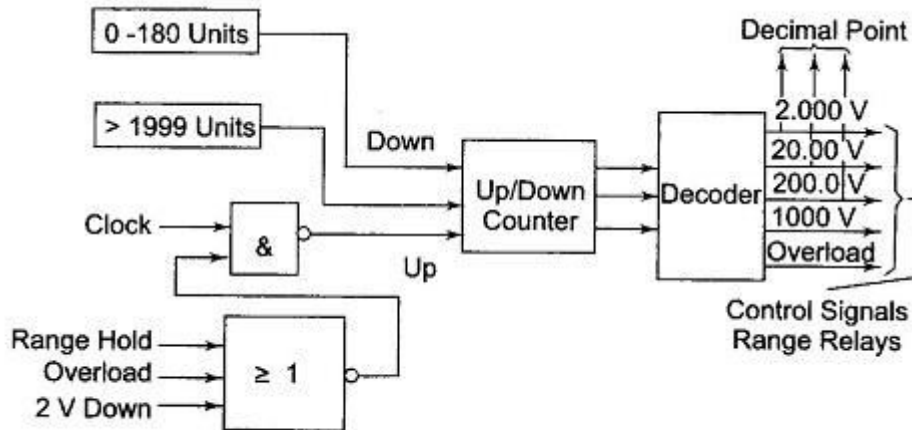 0 -180 Units
Decimal Point
> 1999 Units
Down
2.000 V
20.00 V
200.0 V
1000 V
Overload
Up/Down
Counter
Decoder
Clock
&
Up
Control Signals
Range Relays
Range Hold
Overload
2 V Down
≥ 1